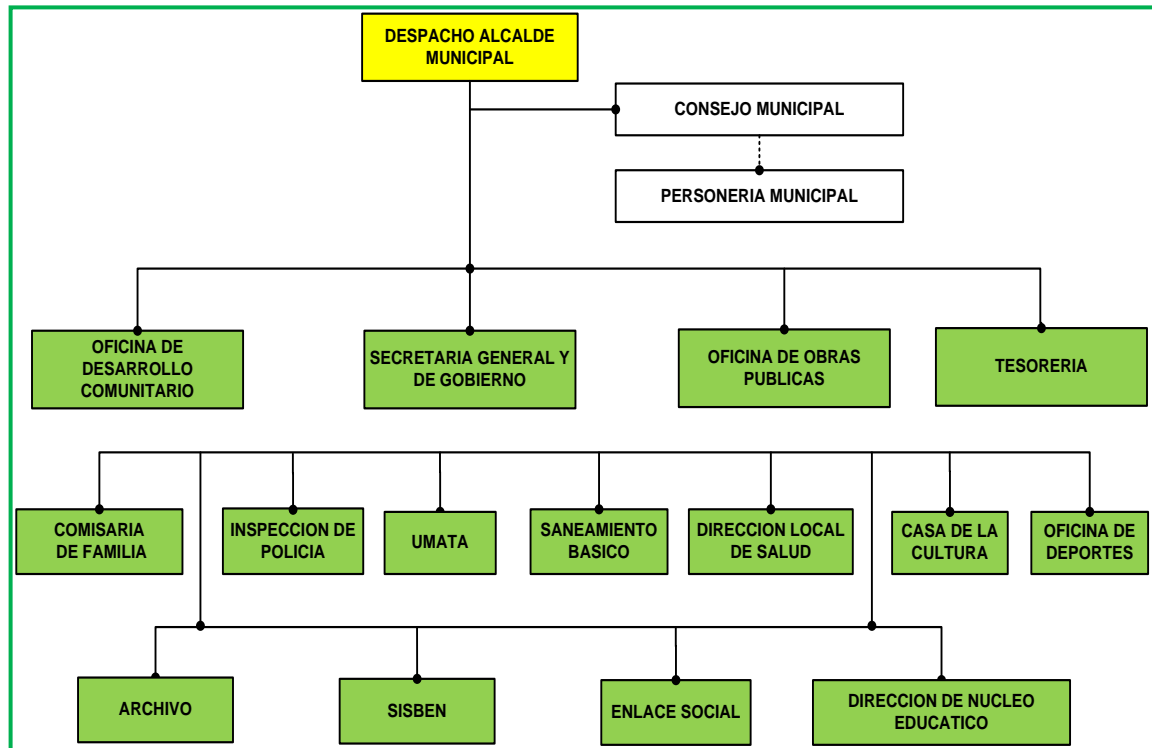 DESPACHO ALCALDE
MUNICIPAL
CONSEJO MUNICIPAL
PERSONERIA MUNICIPAL
OFICINA DE
DESARROLLO
COMUNITARIO
SECRETARIA GENERAL Y
DE GOBIERNO
OFICINA DE OBRAS
PUBLICAS
TESORERIA
COMISARIA
DE FAMILIA
INSPECCION DE
POLICIA
UMATA
SANEAMIENTO
BASICO
DIRECCION LOCAL
DE SALUD
CASA DE LA
CULTURA
OFICINA DE
DEPORTES
ARCHIVO
SISBEN
ENLACE SOCIAL
DIRECCION DE NUCLEO
EDUCATICO